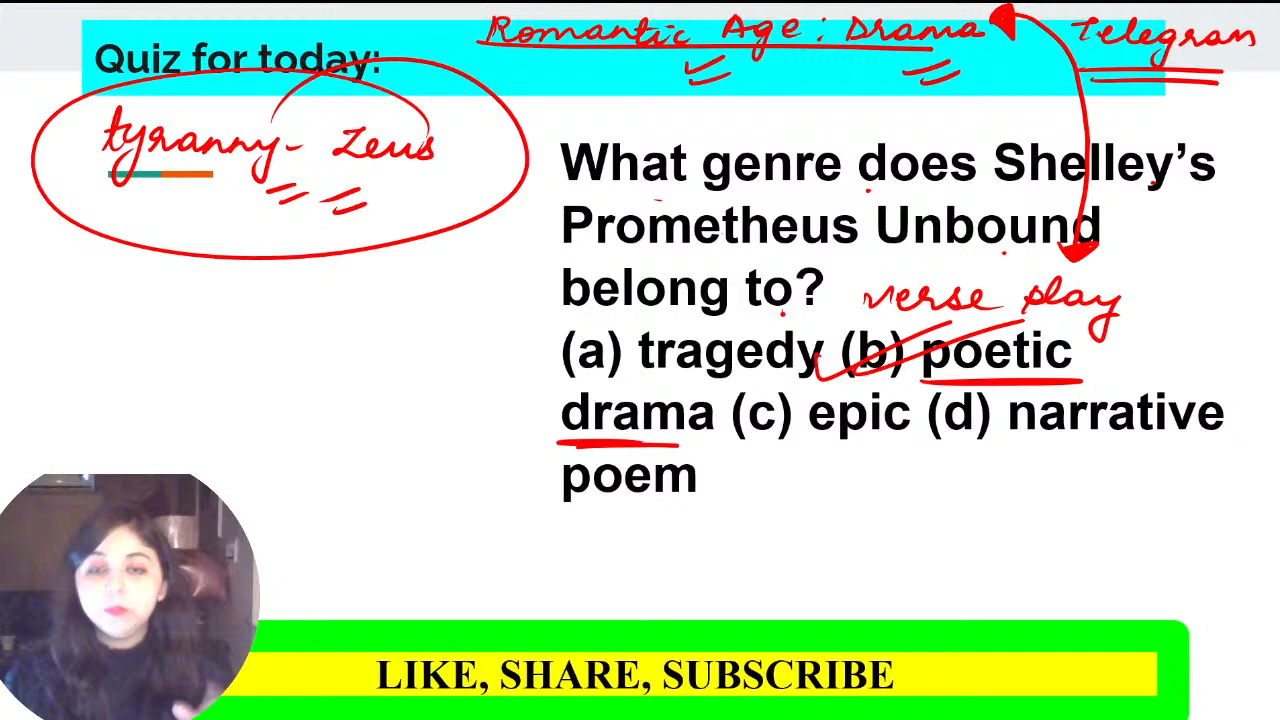 Romantic Age: Drama
Telegram
Quiz for today:
tyranny- Zeus
What genre does Shelley’s
Prometheus Unbound
belong to?
verse play
(a) tragedy (b) poetic
drama (c) epic (d) narrative
poem
LIKE, SHARE, SUBSCRIBE